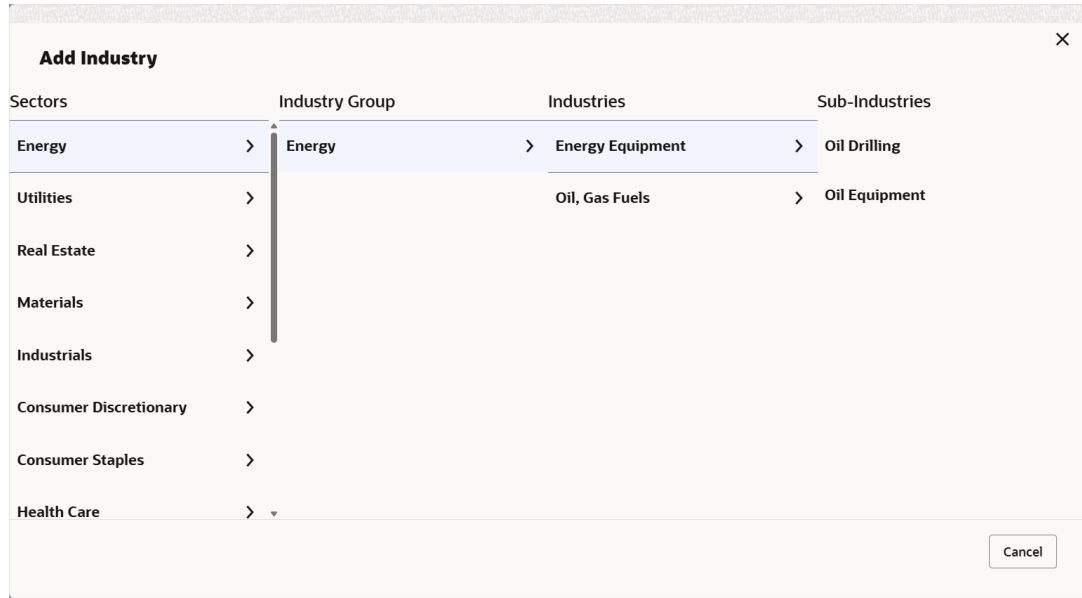 Add Industry
Sectors Industry Group Industries Sub-Industries
Energy Energy Energy Equipment Oil Drilling
Utilities Oil, Gas Fuels Oil Equipment
Real Estate
Materials
Industrials
Consumer Discretionary
Consumer Staples
Health Care
Cancel